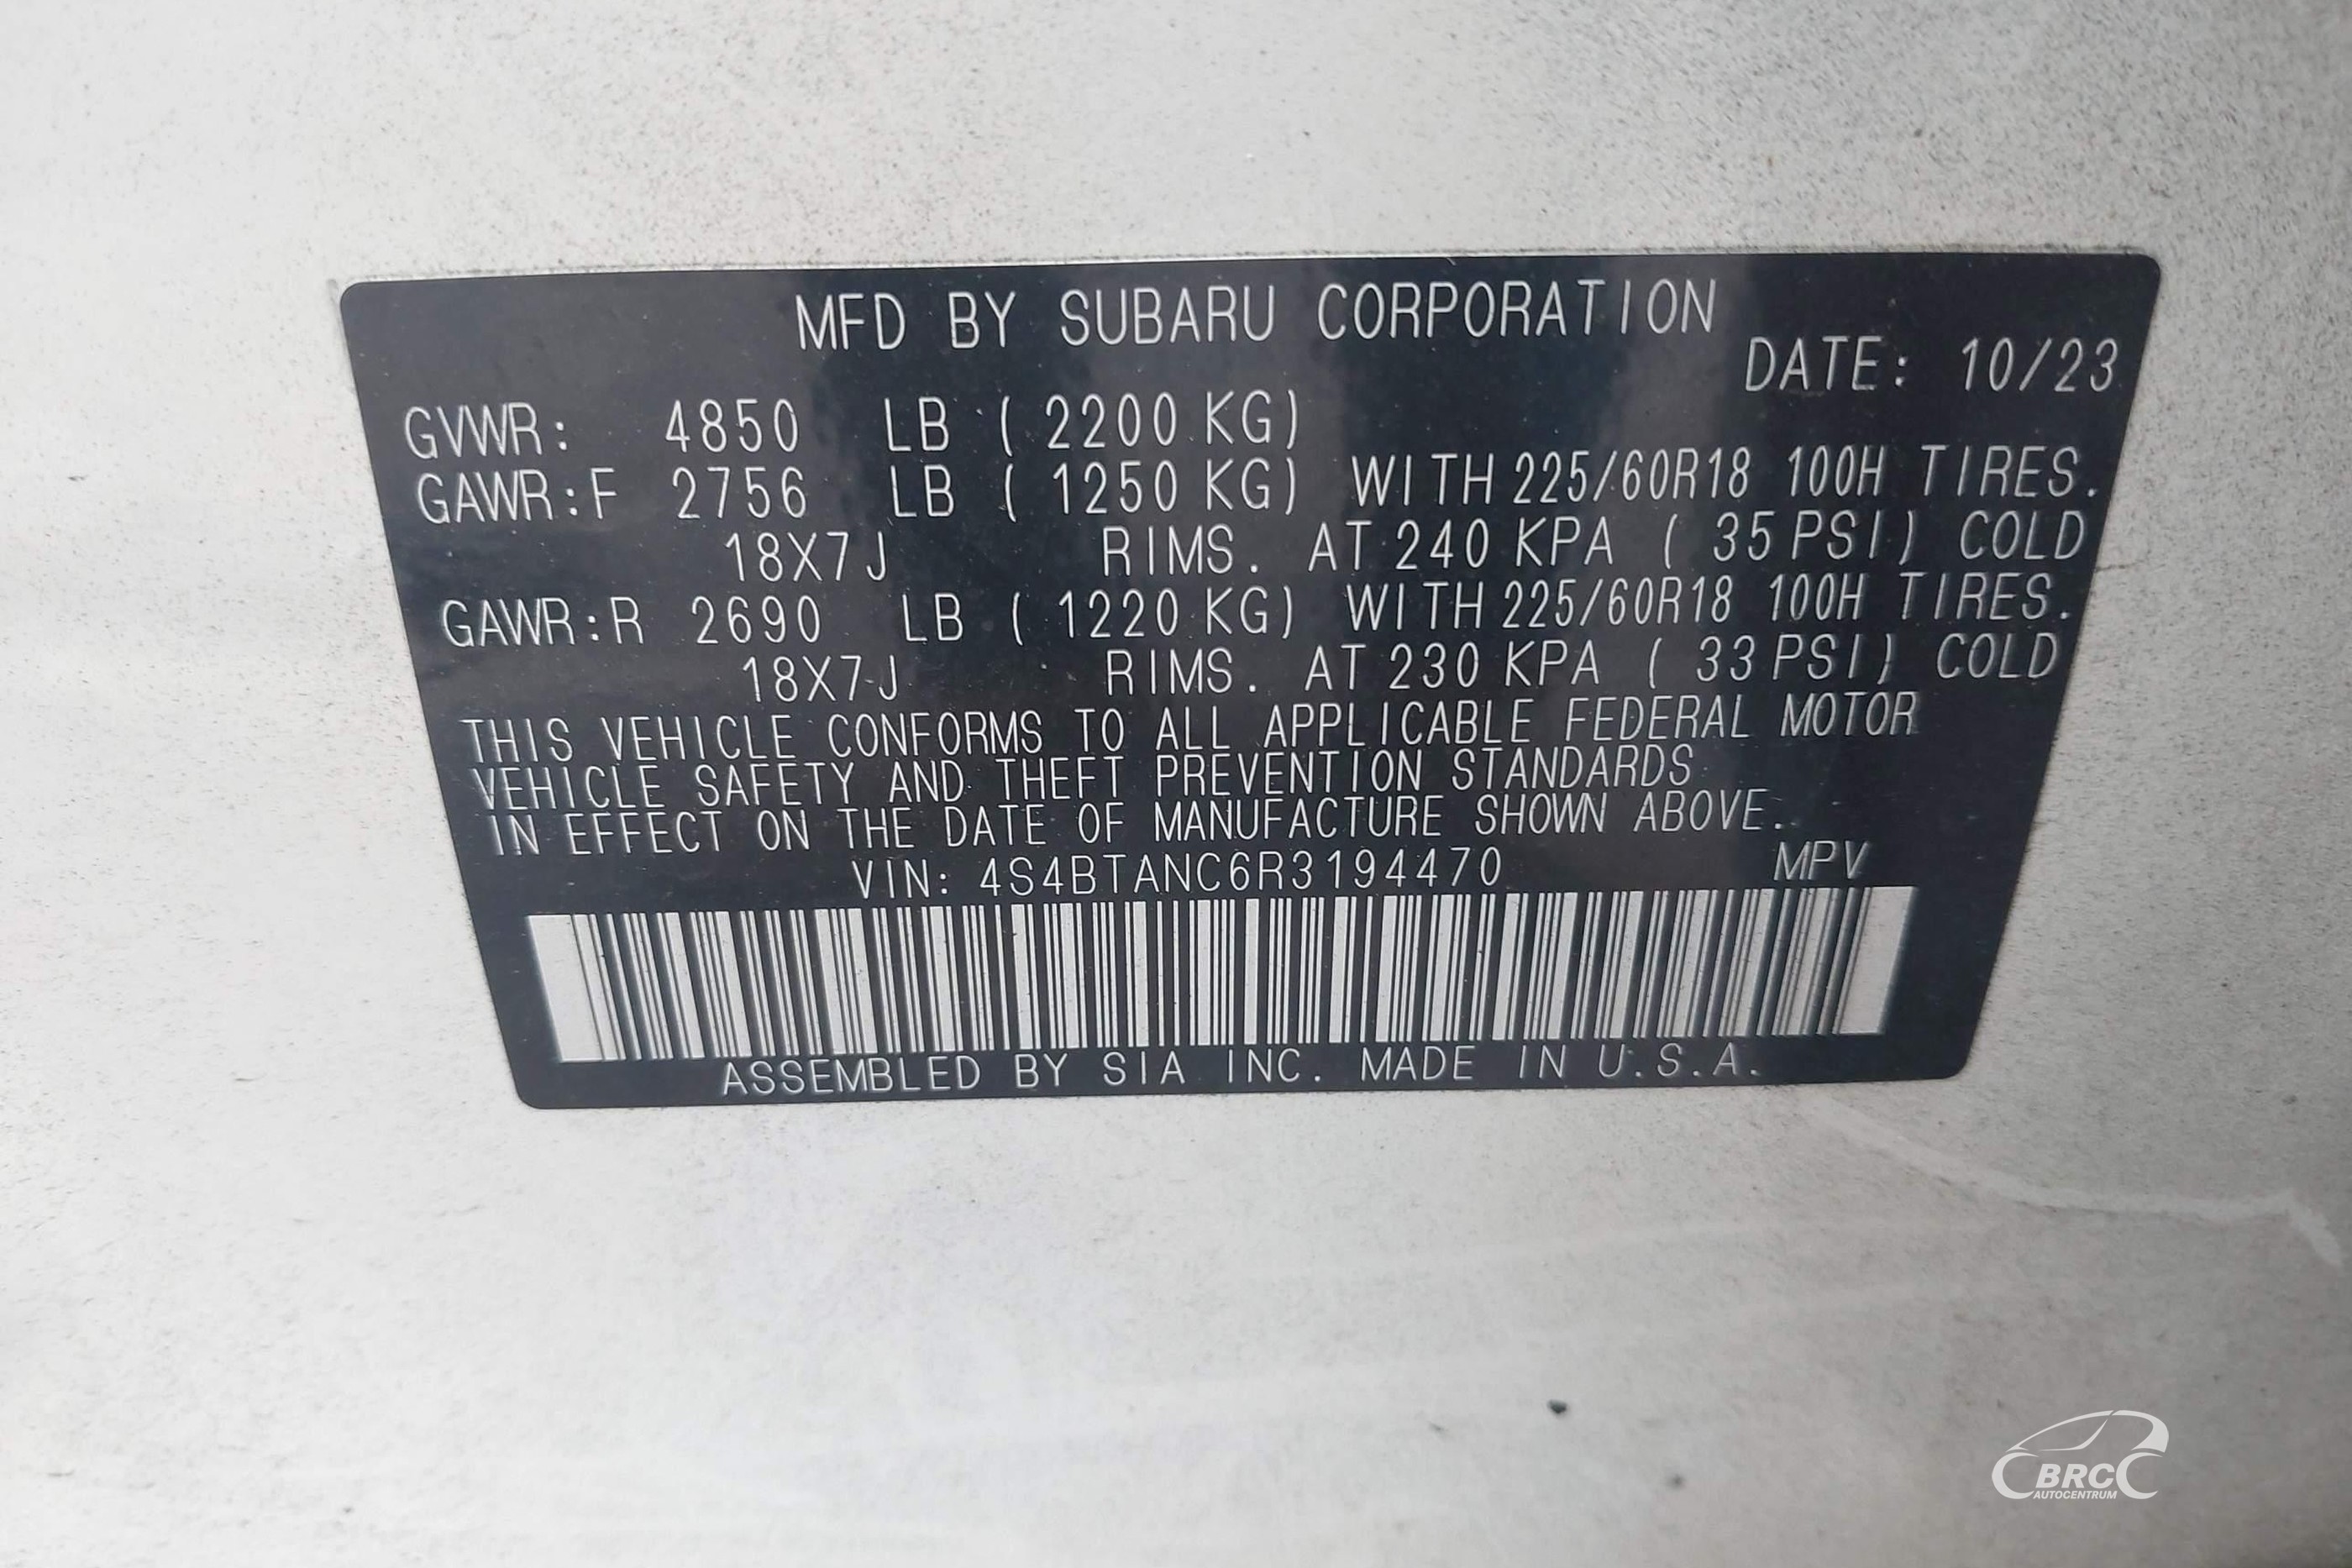 MFD BY SUBARU CORPORATION
DATE: 10/23
GVWR: 4850 LB ( 2200 KG)
GAWR:F 2756 LB ( 1250 KG) WITH 225/60R18 100H TIRES.
18X7J RIMS. AT 240 KPA ( 35 PSI) COLD
GAWR:R 2690 LB ( 1220 KG) WITH 225/60R18 100H TIRES.
18X7J RIMS. AT 230 KPA ( 33 PSI) COLD
THIS VEHICLE CONFORMS TO ALL APPLICABLE FEDERAL MOTOR
VEHICLE SAFETY AND THEFT PREVENTION STANDARDS
IN EFFECT ON THE DATE OF MANUFACTURE SHOWN ABOVE.
VIN: 4S4BTANC6R3194470 MPV
ASSEMBLED BY SIA INC. MADE IN U.S.A.
BRC
AUTOCENTRUM